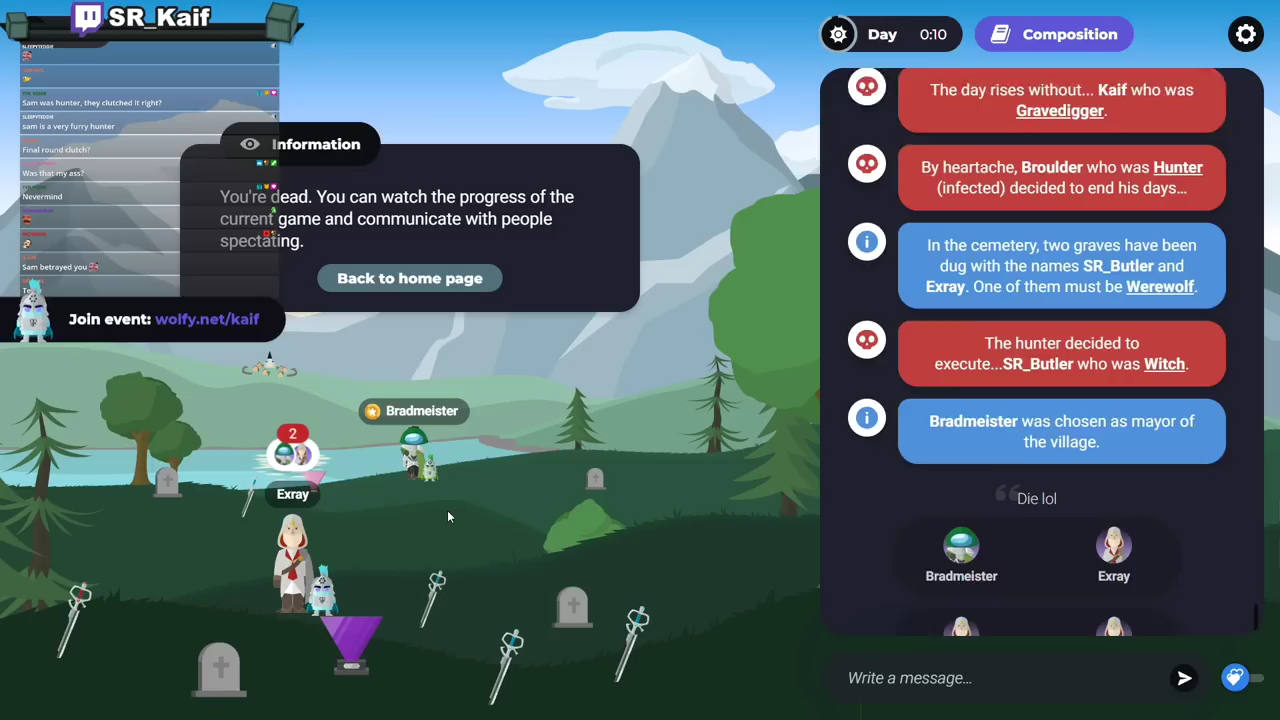 SR_Kaif
Sam was hunter, they clutched it right?
SLEEPYTEDDIE
sam is a very furry hunter
Final round clutch?
Was that my ass?
Nevermind
Sam betrayed you
Join event: wolfy.net/kaif
Information
You're dead. You can watch the progress of the
current game and communicate with people
spectating.
Back to home page
Bradmeister
2
Exray
Day 0:10
Composition
The day rises without... Kaif who was
Gravedigger.
By heartache, Broulder who was Hunter
(infected) decided to end his days...
In the cemetery, two graves have been
dug with the names SR_Butler and
Exray. One of them must be Werewolf.
The hunter decided to
execute...SR_Butler who was Witch.
Bradmeister was chosen as mayor of
the village.
Die lol
Bradmeister Exray
Write a message...